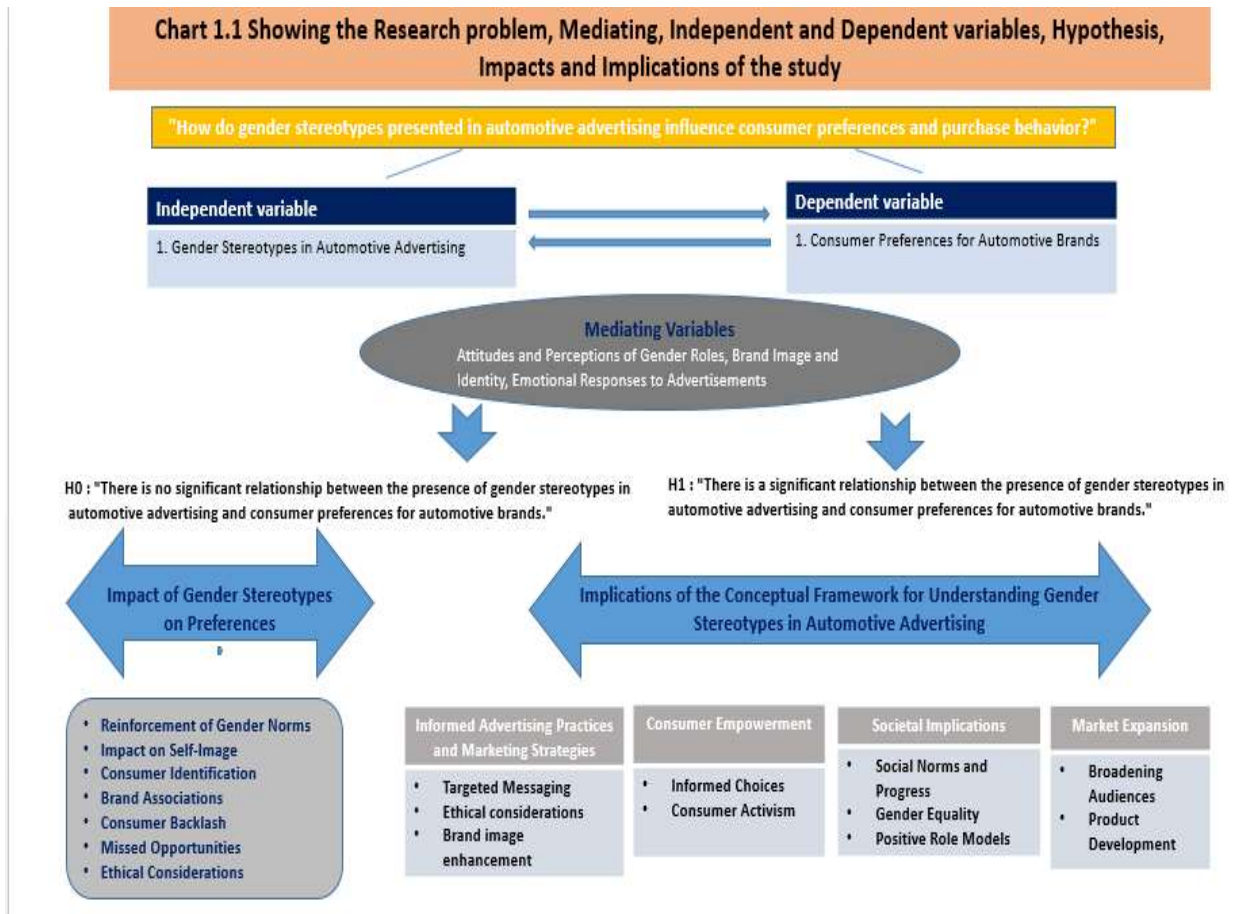 Chart 1.1 Showing the Research problem, Mediating, Independent and Dependent variables, Hypothesis,
Impacts and Implications of the study
"How do gender stereotypes presented in automotive advertising influence consumer preferences and purchase behavior?"
Independent variable
1. Gender Stereotypes in Automotive Advertising
Dependent variable
1. Consumer Preferences for Automotive Brands
Mediating Variables
Attitudes and Perceptions of Gender Roles, Brand Image and
Identity, Emotional Responses to Advertisements
H0 : "There is no significant relationship between the presence of gender stereotypes in
automotive advertising and consumer preferences for automotive brands."
H1 : "There is a significant relationship between the presence of gender stereotypes in
automotive advertising and consumer preferences for automotive brands."
Impact of Gender Stereotypes
on Preferences
Implications of the Conceptual Framework for Understanding Gender
Stereotypes in Automotive Advertising
• Reinforcement of Gender Norms
• Impact on Self-Image
• Consumer Identification
• Brand Associations
• Consumer Backlash
• Missed Opportunities
• Ethical Considerations
Informed Advertising Practices
and Marketing Strategies
• Targeted Messaging
• Ethical considerations
• Brand image
enhancement
Consumer Empowerment
• Informed Choices
• Consumer Activism
Societal Implications
• Social Norms and
Progress
• Gender Equality
• Positive Role Models
Market Expansion
• Broadening
Audiences
• Product
Development